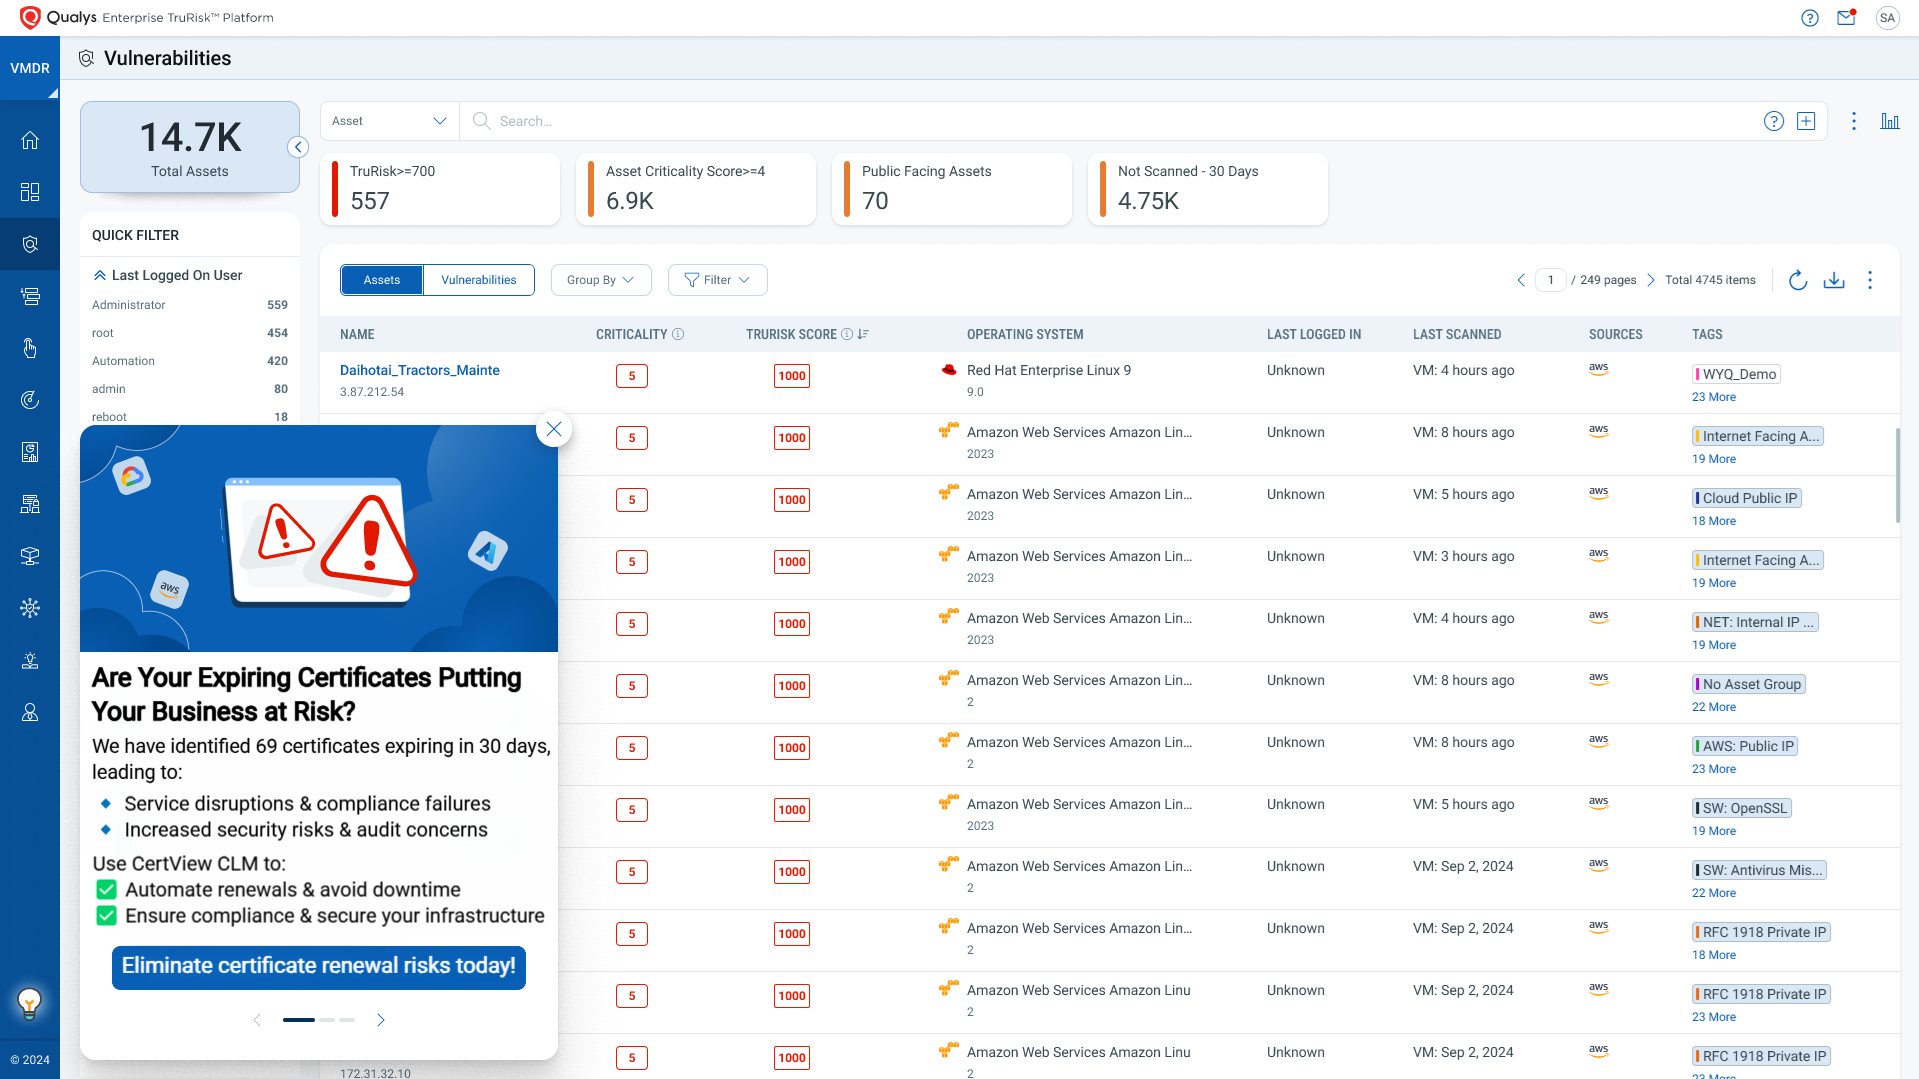 Qualys. Enterprise TruRisk™ Platform
SA
VMDR
Vulnerabilities
14.7K
Total Assets
Asset
Search...
TruRisk>=700
557
Asset Criticality Score>=4
6.9K
Public Facing Assets
70
Not Scanned - 30 Days
4.75K
QUICK FILTER
Last Logged On User
Administrator 559
root 454
Automation 420
admin 80
reboot 18
Assets Vulnerabilities Group By Filter
1 / 249 pages Total 4745 items
NAME CRITICALITY TRURISK SCORE OPERATING SYSTEM LAST LOGGED IN LAST SCANNED SOURCES TAGS
Daihotai_Tractors_Mainte 5 1000 Red Hat Enterprise Linux 9 Unknown VM: 4 hours ago aws WYQ_Demo
3.87.212.54 9.0 23 More
5 1000 Amazon Web Services Amazon Lin... Unknown VM: 8 hours ago aws Internet Facing A...
2023 19 More
5 1000 Amazon Web Services Amazon Lin... Unknown VM: 5 hours ago aws Cloud Public IP
2023 18 More
5 1000 Amazon Web Services Amazon Lin... Unknown VM: 3 hours ago aws Internet Facing A...
2023 19 More
5 1000 Amazon Web Services Amazon Lin... Unknown VM: 4 hours ago aws NET: Internal IP ...
2023 19 More
5 1000 Amazon Web Services Amazon Lin... Unknown VM: 8 hours ago aws No Asset Group
2 22 More
5 1000 Amazon Web Services Amazon Lin... Unknown VM: 8 hours ago aws AWS: Public IP
2 23 More
5 1000 Amazon Web Services Amazon Lin... Unknown VM: 5 hours ago aws SW: OpenSSL
2023 19 More
5 1000 Amazon Web Services Amazon Lin... Unknown VM: Sep 2, 2024 aws SW: Antivirus Mis...
2 22 More
5 1000 Amazon Web Services Amazon Lin... Unknown VM: Sep 2, 2024 aws RFC 1918 Private IP
2 18 More
5 1000 Amazon Web Services Amazon Linu Unknown VM: Sep 2, 2024 aws RFC 1918 Private IP
2 23 More
5 1000 Amazon Web Services Amazon Linu Unknown VM: Sep 2, 2024 aws RFC 1918 Private IP
172.31.32.10 2 23 More
aws
Are Your Expiring Certificates Putting
Your Business at Risk?
We have identified 69 certificates expiring in 30 days,
leading to:
Service disruptions & compliance failures
Increased security risks & audit concerns
Use CertView CLM to:
Automate renewals & avoid downtime
Ensure compliance & secure your infrastructure
Eliminate certificate renewal risks today!
© 2024